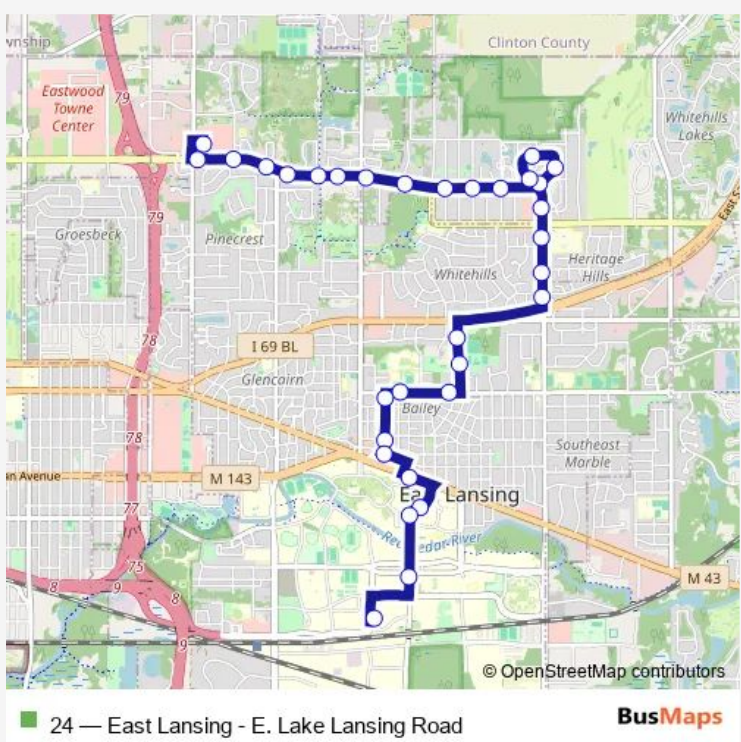 wnship
Clinton County
79
Eastwood
Towne
Center
Whitehills
Lakes
79
Groesbeck
Pinecrest
East S
Whitehills
Heritage
Hills
78
I 69 BL
Glencairn
Bailey
78
Southeast
Marble
an Avenue
M 143
East Lansing
77
Red Cedar River
75
M 43
8
9
8
9
© OpenStreetMap contributors
24 — East Lansing - E. Lake Lansing Road
BusMaps